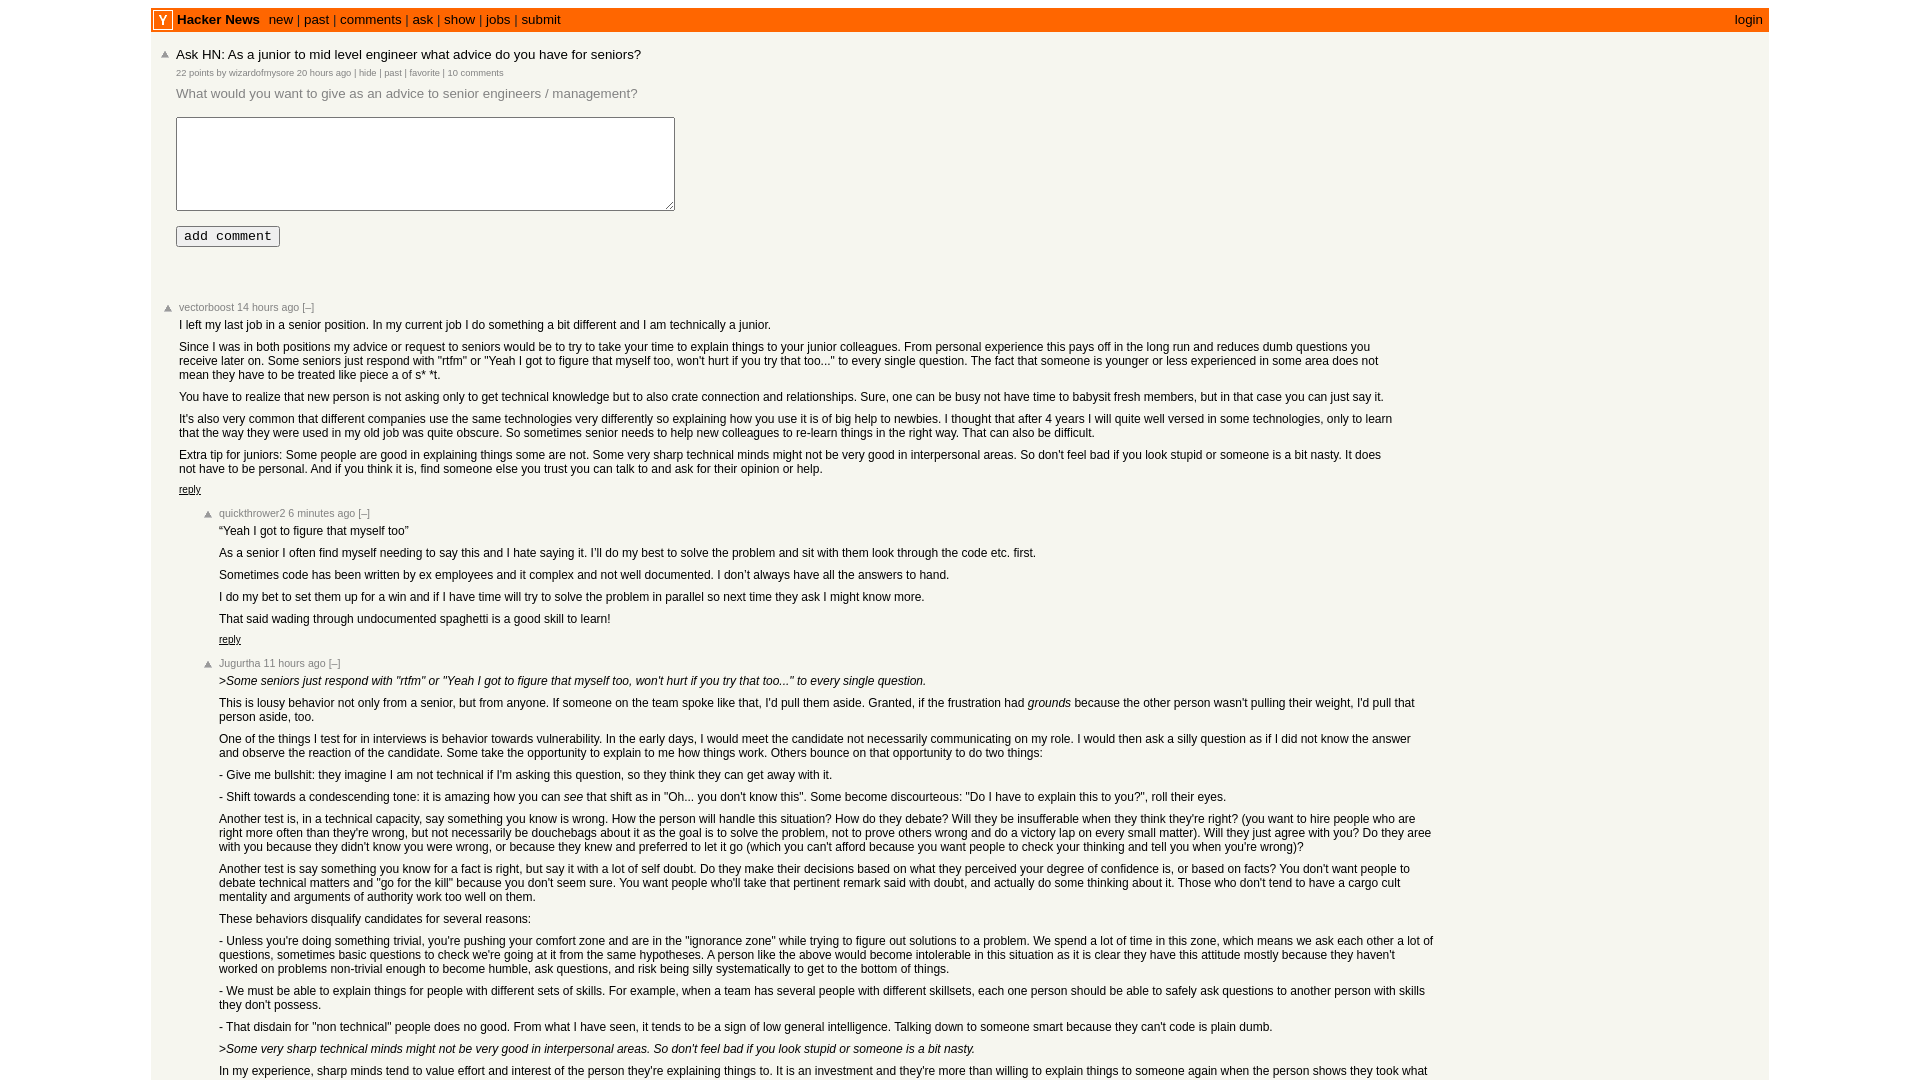 Y Hacker News new | past | comments | ask | show | jobs | submit login
Ask HN: As a junior to mid level engineer what advice do you have for seniors?
22 points by wizardofmysore 20 hours ago | hide | past | favorite | 10 comments
What would you want to give as an advice to senior engineers / management?
add comment
vectorboost 14 hours ago [–]
I left my last job in a senior position. In my current job I do something a bit different and I am technically a junior.
Since I was in both positions my advice or request to seniors would be to try to take your time to explain things to your junior colleagues. From personal experience this pays off in the long run and reduces dumb questions you
receive later on. Some seniors just respond with "rtfm" or "Yeah I got to figure that myself too, won't hurt if you try that too..." to every single question. The fact that someone is younger or less experienced in some area does not
mean they have to be treated like piece a of s* *t.
You have to realize that new person is not asking only to get technical knowledge but to also crate connection and relationships. Sure, one can be busy not have time to babysit fresh members, but in that case you can just say it.
It's also very common that different companies use the same technologies very differently so explaining how you use it is of big help to newbies. I thought that after 4 years I will quite well versed in some technologies, only to learn
that the way they were used in my old job was quite obscure. So sometimes senior needs to help new colleagues to re-learn things in the right way. That can also be difficult.
Extra tip for juniors: Some people are good in explaining things some are not. Some very sharp technical minds might not be very good in interpersonal areas. So don't feel bad if you look stupid or someone is a bit nasty. It does
not have to be personal. And if you think it is, find someone else you trust you can talk to and ask for their opinion or help.
reply
quickthrower2 6 minutes ago [–]
“Yeah I got to figure that myself too”
As a senior I often find myself needing to say this and I hate saying it. I’ll do my best to solve the problem and sit with them look through the code etc. first.
Sometimes code has been written by ex employees and it complex and not well documented. I don’t always have all the answers to hand.
I do my bet to set them up for a win and if I have time will try to solve the problem in parallel so next time they ask I might know more.
That said wading through undocumented spaghetti is a good skill to learn!
reply
Jugurtha 11 hours ago [–]
>Some seniors just respond with "rtfm" or "Yeah I got to figure that myself too, won't hurt if you try that too..." to every single question.
This is lousy behavior not only from a senior, but from anyone. If someone on the team spoke like that, I'd pull them aside. Granted, if the frustration had grounds because the other person wasn't pulling their weight, I'd pull that
person aside, too.
One of the things I test for in interviews is behavior towards vulnerability. In the early days, I would meet the candidate not necessarily communicating on my role. I would then ask a silly question as if I did not know the answer
and observe the reaction of the candidate. Some take the opportunity to explain to me how things work. Others bounce on that opportunity to do two things:
- Give me bullshit: they imagine I am not technical if I'm asking this question, so they think they can get away with it.
- Shift towards a condescending tone: it is amazing how you can see that shift as in "Oh... you don't know this". Some become discourteous: "Do I have to explain this to you?", roll their eyes.
Another test is, in a technical capacity, say something you know is wrong. How the person will handle this situation? How do they debate? Will they be insufferable when they think they're right? (you want to hire people who are
right more often than they're wrong, but not necessarily be douchebags about it as the goal is to solve the problem, not to prove others wrong and do a victory lap on every small matter). Will they just agree with you? Do they aree
with you because they didn't know you were wrong, or because they knew and preferred to let it go (which you can't afford because you want people to check your thinking and tell you when you're wrong)?
Another test is say something you know for a fact is right, but say it with a lot of self doubt. Do they make their decisions based on what they perceived your degree of confidence is, or based on facts? You don't want people to
debate technical matters and "go for the kill" because you don't seem sure. You want people who'll take that pertinent remark said with doubt, and actually do some thinking about it. Those who don't tend to have a cargo cult
mentality and arguments of authority work too well on them.
These behaviors disqualify candidates for several reasons:
- Unless you're doing something trivial, you're pushing your comfort zone and are in the "ignorance zone" while trying to figure out solutions to a problem. We spend a lot of time in this zone, which means we ask each other a lot of
questions, sometimes basic questions to check we're going at it from the same hypotheses. A person like the above would become intolerable in this situation as it is clear they have this attitude mostly because they haven't
worked on problems non-trivial enough to become humble, ask questions, and risk being silly systematically to get to the bottom of things.
- We must be able to explain things for people with different sets of skills. For example, when a team has several people with different skillsets, each one person should be able to safely ask questions to another person with skills
they don't possess.
- That disdain for "non technical" people does no good. From what I have seen, it tends to be a sign of low general intelligence. Talking down to someone smart because they can't code is plain dumb.
>Some very sharp technical minds might not be very good in interpersonal areas. So don't feel bad if you look stupid or someone is a bit nasty.
In my experience, sharp minds tend to value effort and interest of the person they're explaining things to. It is an investment and they're more than willing to explain things to someone again when the person shows they took what